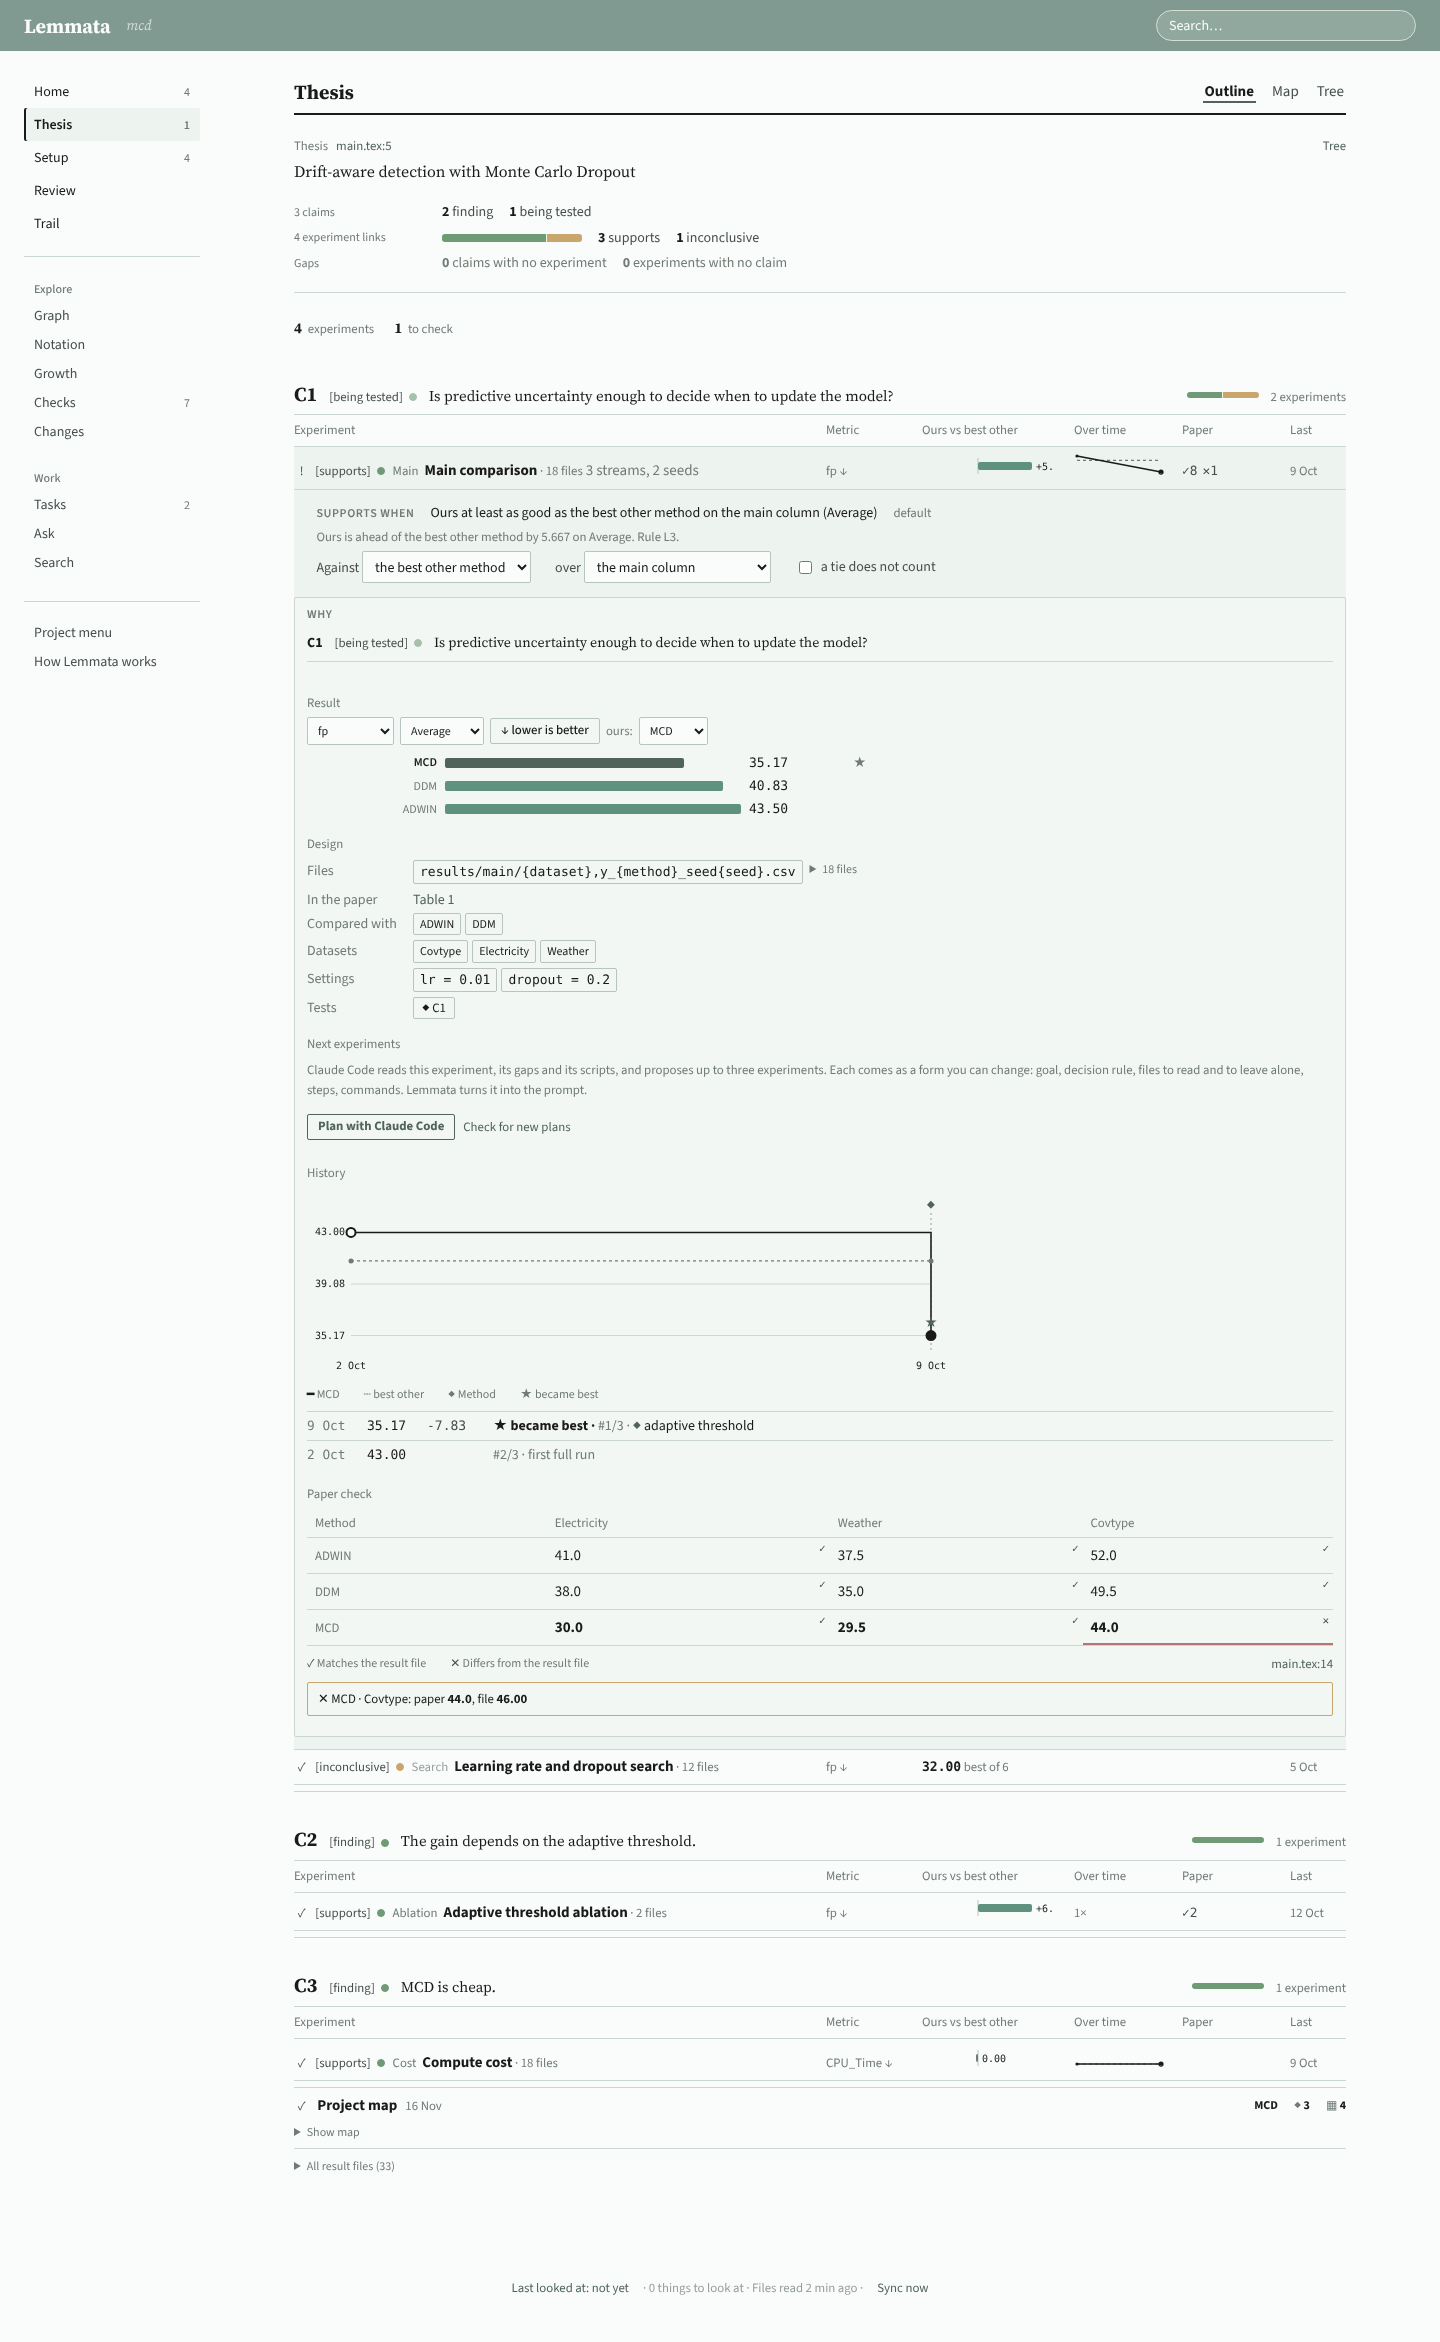 Lemmata mcd Search…
Home 4
Thesis 1
Setup 4
Review
Trail
Explore
Graph
Notation
Growth
Checks 7
Changes
Work
Tasks 2
Ask
Search
Project menu
How Lemmata works
Thesis Outline Map Tree
Thesis main.tex:5 Tree
Drift-aware detection with Monte Carlo Dropout
3 claims 2 finding 1 being tested
4 experiment links 3 supports 1 inconclusive
Gaps 0 claims with no experiment 0 experiments with no claim
4 experiments 1 to check
C1 [being tested] Is predictive uncertainty enough to decide when to update the model? 2 experiments
Experiment Metric Ours vs best other Over time Paper Last
! [supports] Main Main comparison · 18 files 3 streams, 2 seeds fp ↓ +5. ✓8 ×1 9 Oct
SUPPORTS WHEN Ours at least as good as the best other method on the main column (Average) default
Ours is ahead of the best other method by 5.667 on Average. Rule L3.
Against the best other method over the main column a tie does not count
WHY
C1 [being tested] Is predictive uncertainty enough to decide when to update the model?
Result
fp Average ↓ lower is better ours: MCD
MCD 35.17 ★
DDM 40.83
ADWIN 43.50
Design
Files results/main/{dataset},y_{method}_seed{seed}.csv ▶ 18 files
In the paper Table 1
Compared with ADWIN DDM
Datasets Covtype Electricity Weather
Settings lr = 0.01 dropout = 0.2
Tests ◆ C1
Next experiments
Claude Code reads this experiment, its gaps and its scripts, and proposes up to three experiments. Each comes as a form you can change: goal, decision rule, files to read and to leave alone,
steps, commands. Lemmata turns it into the prompt.
Plan with Claude Code Check for new plans
History
43.00
39.08
35.17
2 Oct 9 Oct
MCD best other ◆ Method ★ became best
9 Oct 35.17 -7.83 ★ became best · #1/3 · ◆ adaptive threshold
2 Oct 43.00 #2/3 · first full run
Paper check
Method Electricity Weather Covtype
ADWIN 41.0 ✓ 37.5 ✓ 52.0 ✓
DDM 38.0 ✓ 35.0 ✓ 49.5 ✓
MCD 30.0 ✓ 29.5 ✓ 44.0 ×
✓ Matches the result file ✕ Differs from the result file main.tex:14
✕ MCD · Covtype: paper 44.0, file 46.00
✓ [inconclusive] Search Learning rate and dropout search · 12 files fp ↓ 32.00 best of 6 5 Oct
C2 [finding] The gain depends on the adaptive threshold. 1 experiment
Experiment Metric Ours vs best other Over time Paper Last
✓ [supports] Ablation Adaptive threshold ablation · 2 files fp ↓ +6. 1× ✓2 12 Oct
C3 [finding] MCD is cheap. 1 experiment
Experiment Metric Ours vs best other Over time Paper Last
✓ [supports] Cost Compute cost · 18 files CPU_Time ↓ 0.00 9 Oct
✓ Project map 16 Nov MCD ◆ 3 ▦ 4
▶ Show map
▶ All result files (33)
Last looked at: not yet · 0 things to look at · Files read 2 min ago · Sync now